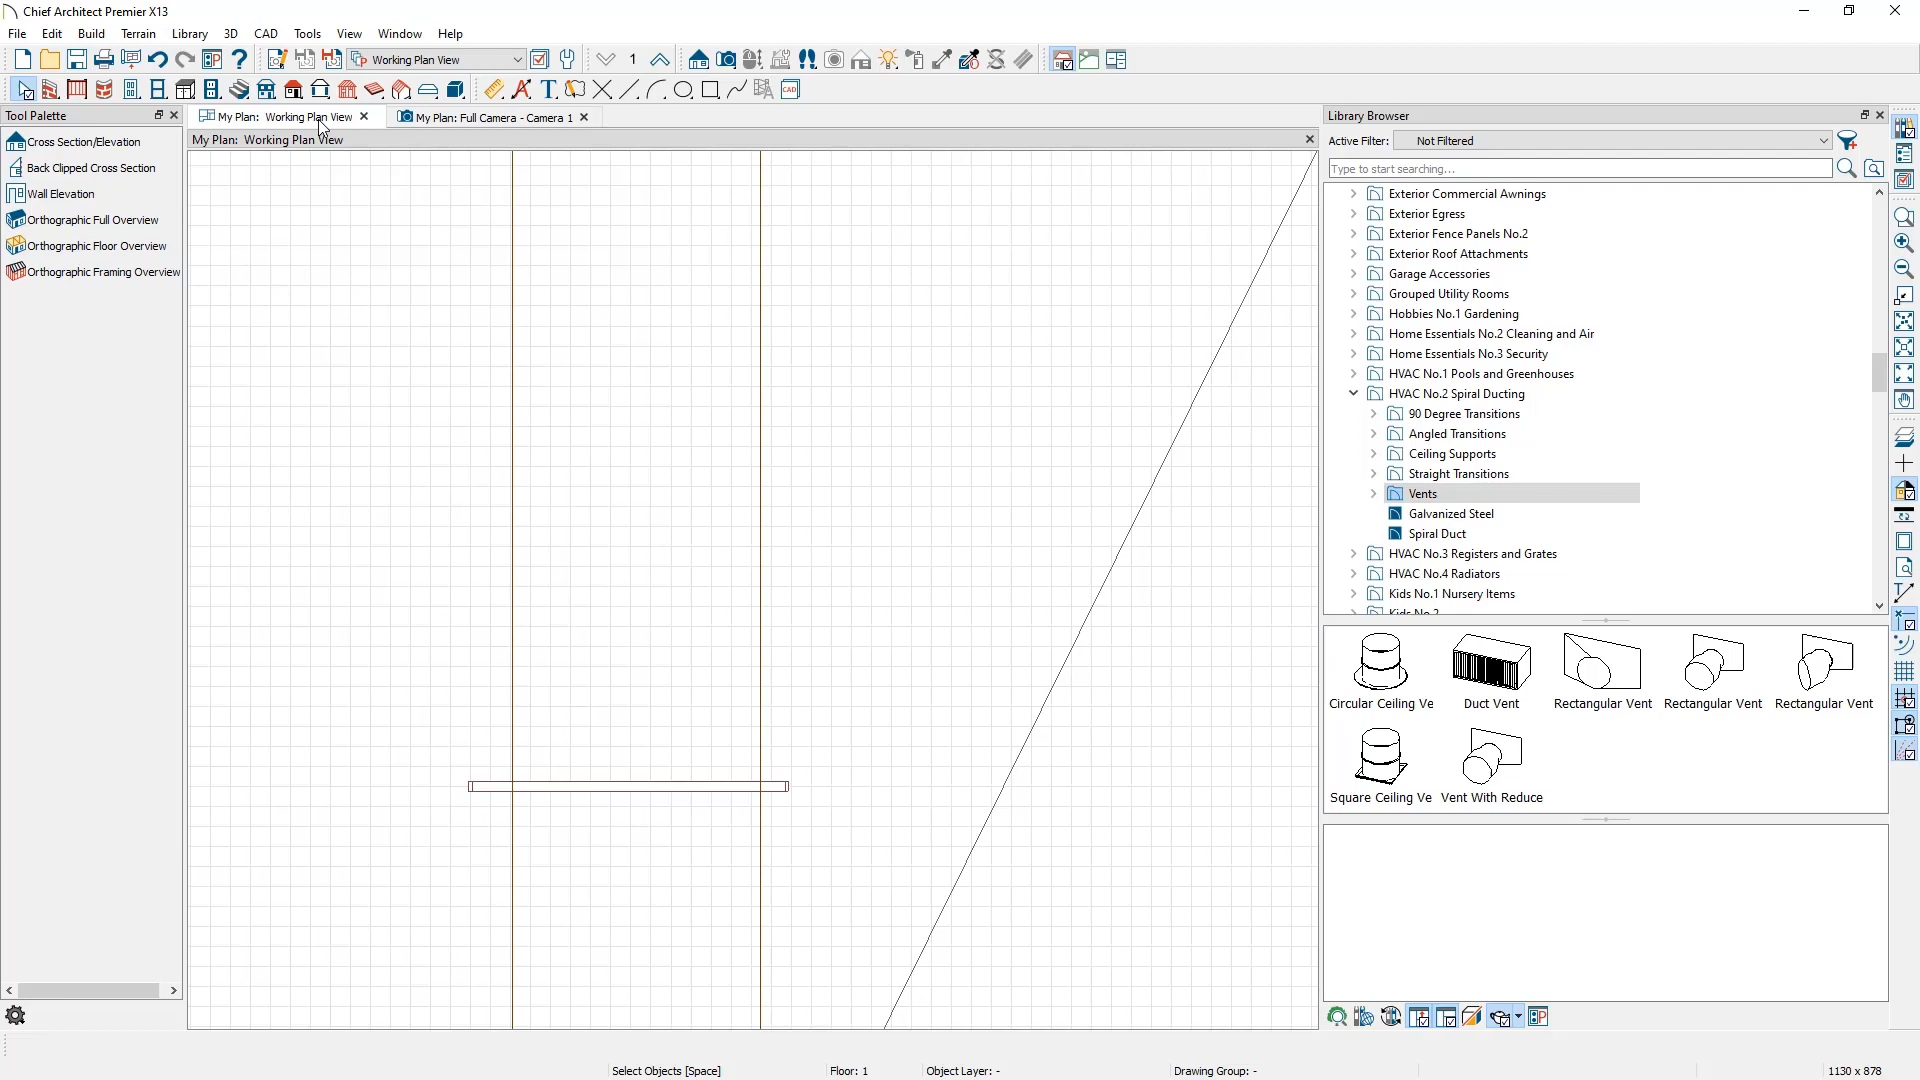 Chief Architect Premier X13
File Edit Build Terrain Library 3D CAD Tools View Window Help
Working Plan View
1
CAD
Tool Palette
My Plan: Working Plan View
My Plan: Full Camera - Camera 1
Library Browser
Cross Section/Elevation
Back Clipped Cross Section
Wall Elevation
Orthographic Full Overview
Orthographic Floor Overview
Orthographic Framing Overview
My Plan: Working Plan View
Active Filter: Not Filtered
Type to start searching...
Exterior Commercial Awnings
Exterior Egress
Exterior Fence Panels No.2
Exterior Roof Attachments
Garage Accessories
Grouped Utility Rooms
Hobbies No.1 Gardening
Home Essentials No.2 Cleaning and Air
Home Essentials No.3 Security
HVAC No.1 Pools and Greenhouses
HVAC No.2 Spiral Ducting
90 Degree Transitions
Angled Transitions
Ceiling Supports
Straight Transitions
Vents
Galvanized Steel
Spiral Duct
HVAC No.3 Registers and Grates
HVAC No.4 Radiators
Kids No.1 Nursery Items
Kids No.2
Circular Ceiling Ve Duct Vent Rectangular Vent Rectangular Vent Rectangular Vent
Square Ceiling Ve Vent With Reduce
Select Objects [Space] Floor: 1 Object Layer: - Drawing Group: - 1130 x 878